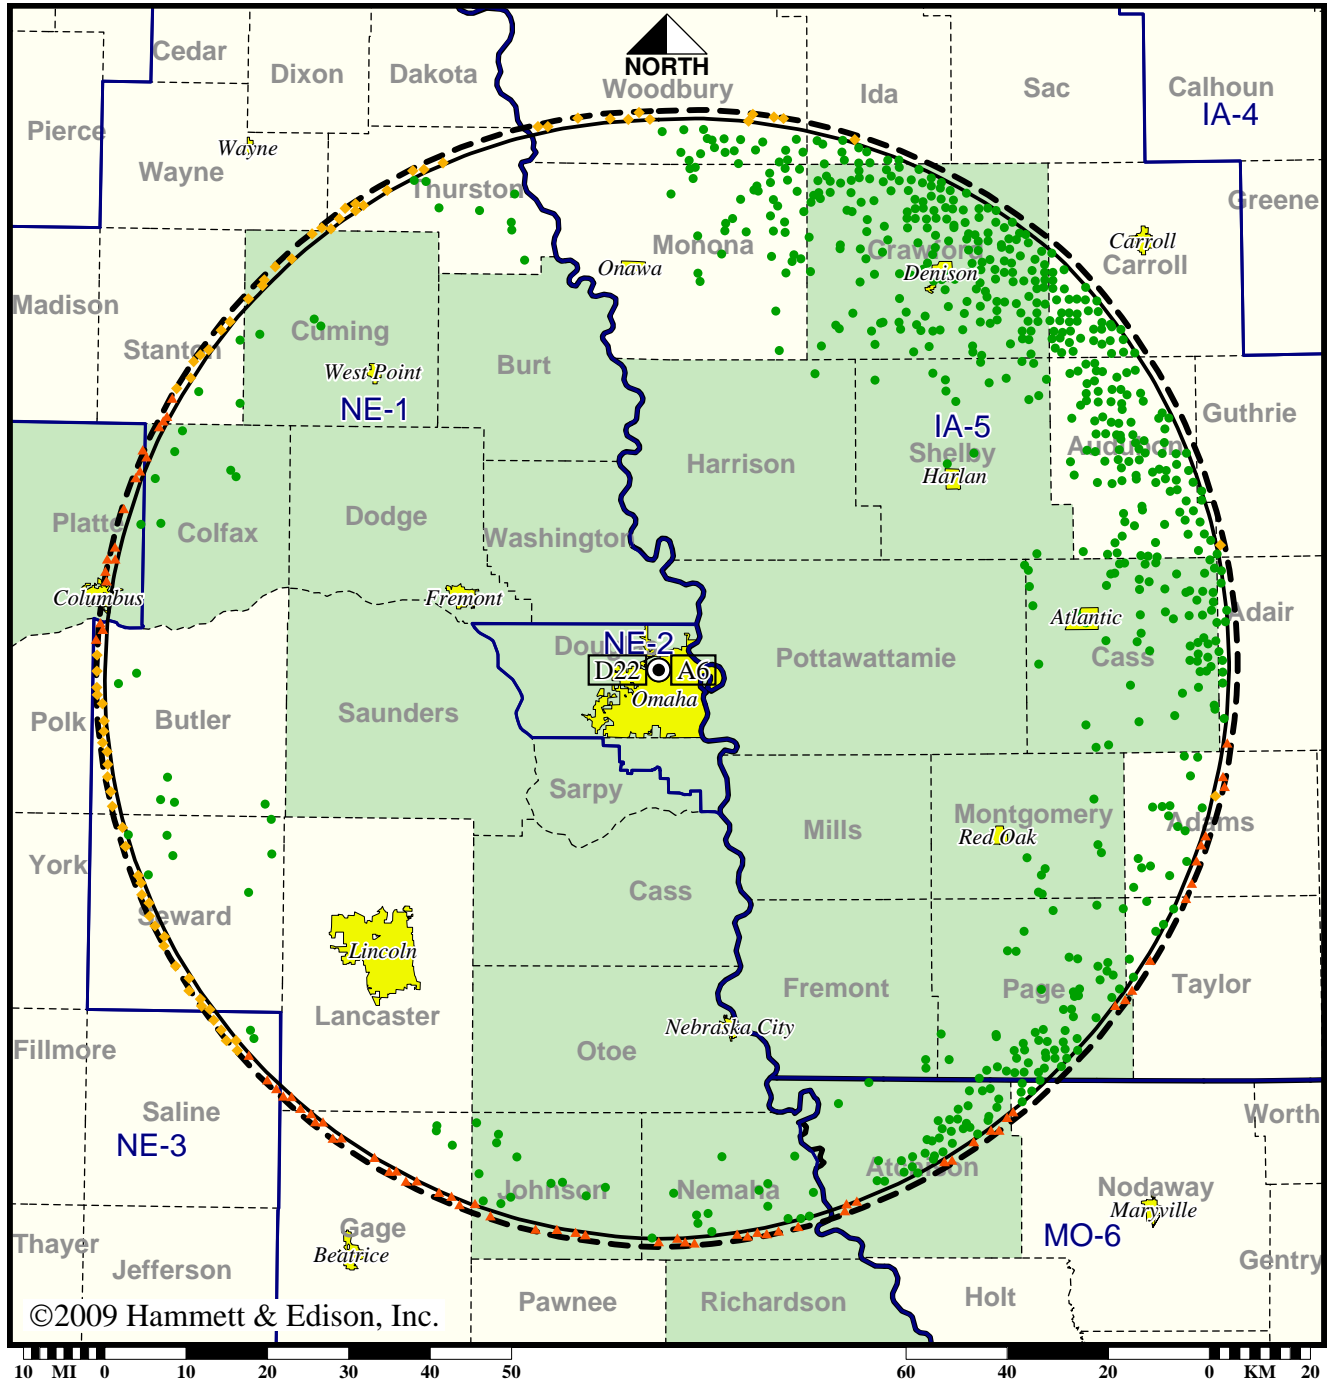 NORTH
Cedar
Dixon
Dakota
Woodbury
Ida
Sac
Calhoun
IA-4
Pierce
Wayne
Wayne
Thurston
Monona
Onawa
Crawford
Denison
Carroll
Carroll
Greene
Madison
Stanton
Cuming
West Point
NE-1
Burt
Harrison
IA-5
Shelby
Harlan
Audubon
Guthrie
Platte
Colfax
Dodge
Washington
Columbus
Fremont
Douglas
NE-2
D22
A6
Omaha
Pottawattamie
Atlantic
Cass
Adair
Polk
Butler
Saunders
Sarpy
Mills
Montgomery
Red Oak
Adams
York
Seward
Cass
Lincoln
Lancaster
Fremont
Page
Taylor
Nebraska City
Otoe
Fillmore
Saline
NE-3
Worth
Atchison
Johnson
Nemaha
Nodaway
Maryville
MO-6
Gage
Beatrice
Thayer
Jefferson
Gentry
Pawnee
Richardson
Holt
©2009 Hammett & Edison, Inc.
10 MI 0 10 20 30 40 50
60 40 20 0 KM 20